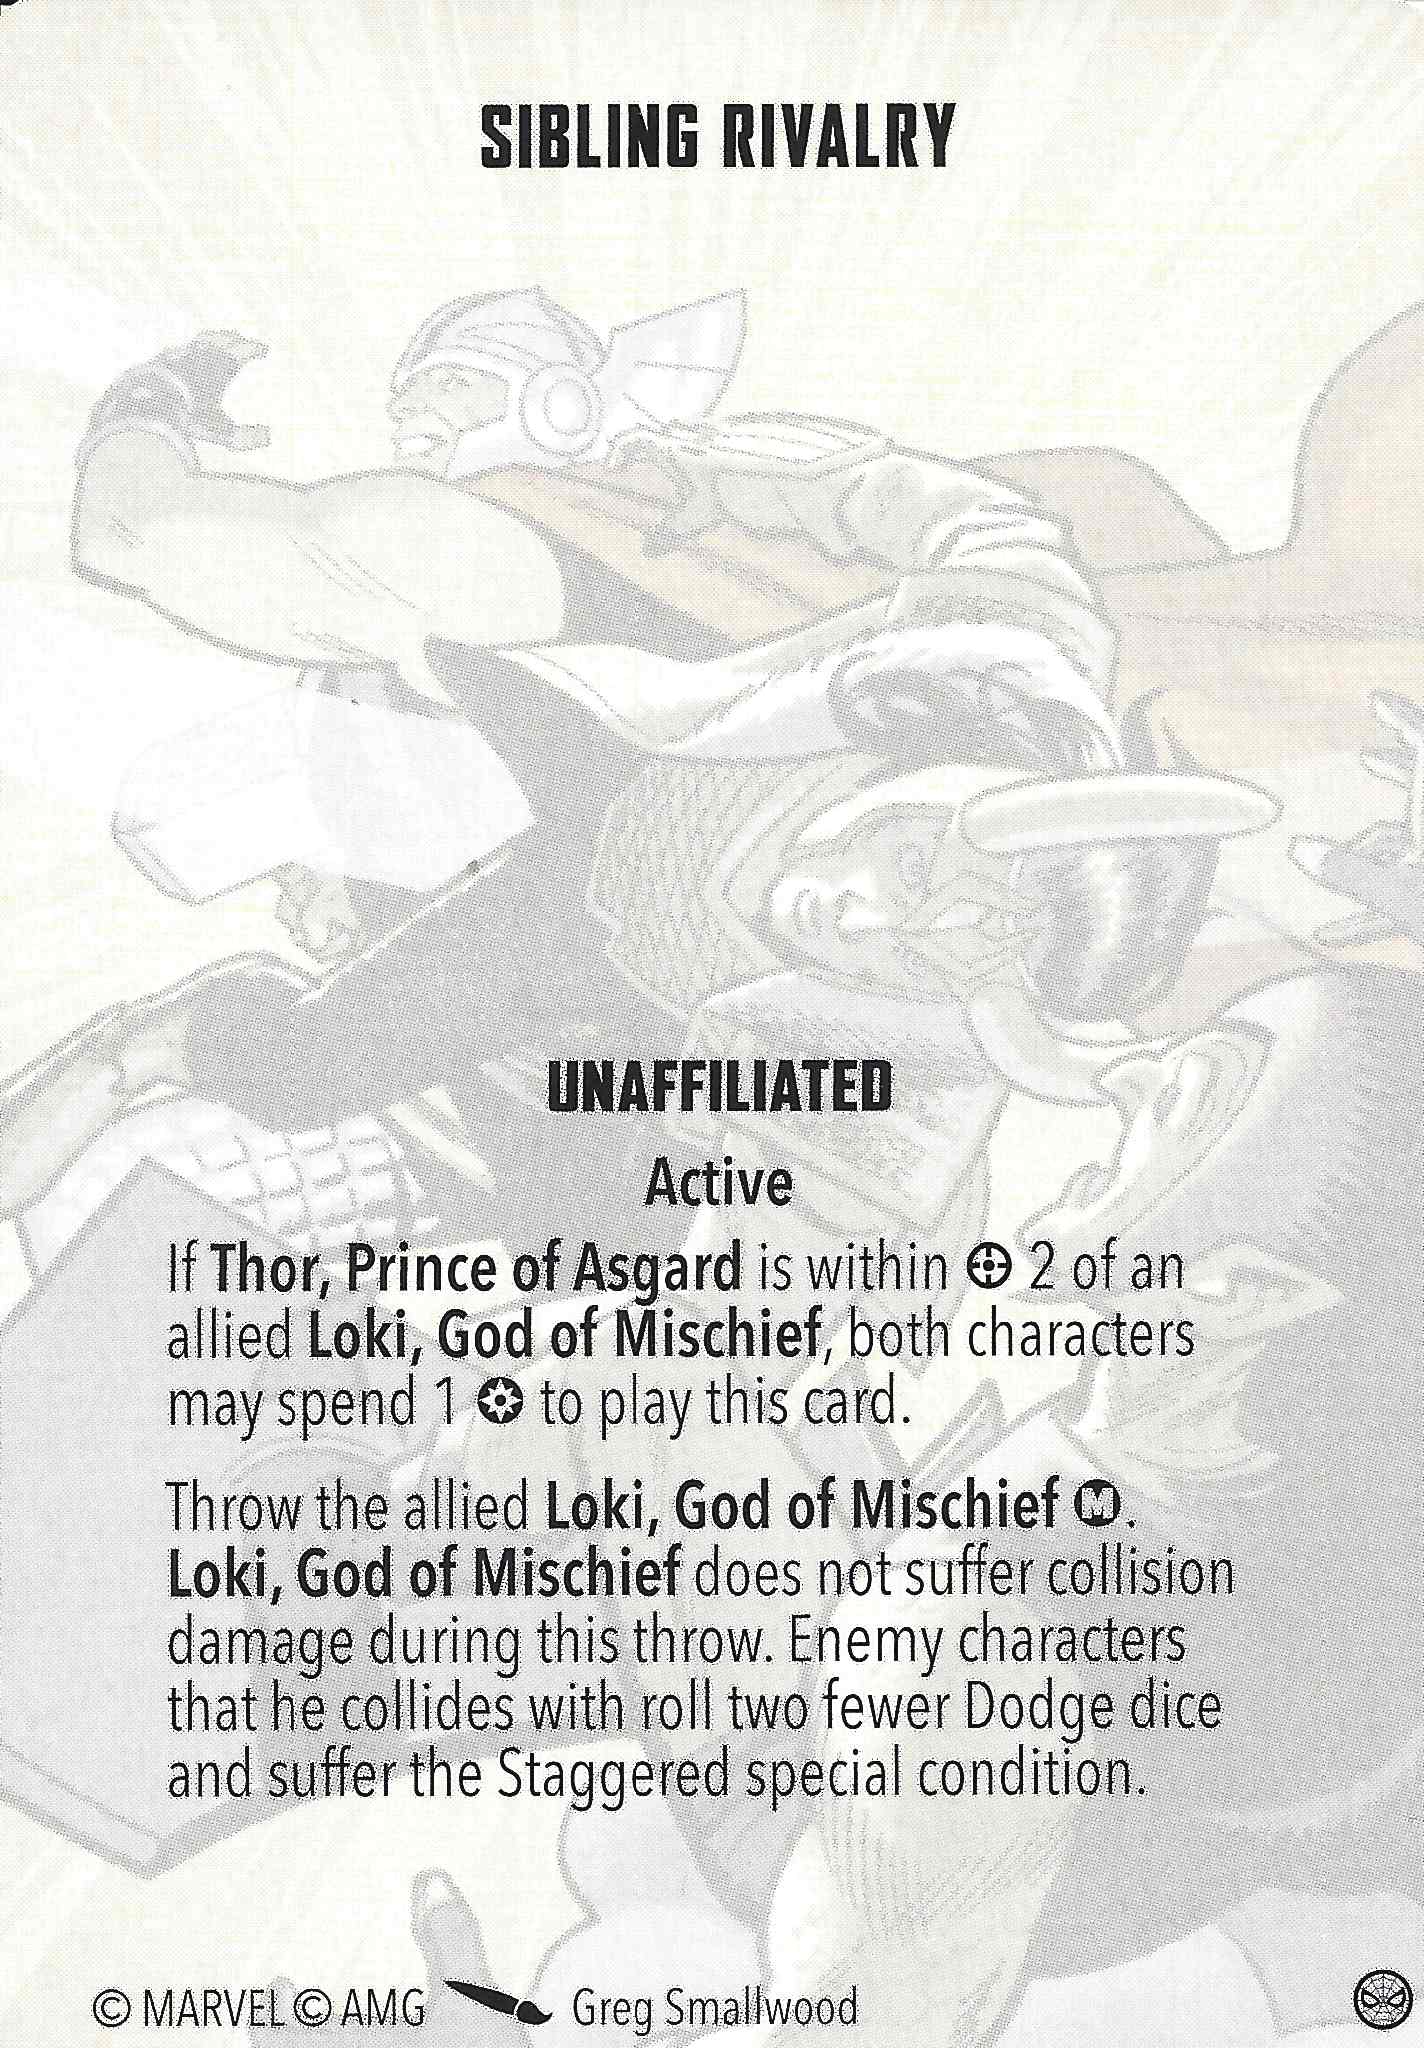 SIBLING RIVALRY
UNAFFILIATED
Active
If Thor, Prince of Asgard is within 2 of an
allied Loki, God of Mischief, both characters
may spend 1 to play this card.
Throw the allied Loki, God of Mischief M.
Loki, God of Mischief does not suffer collision
damage during this throw. Enemy characters
that he collides with roll two fewer Dodge dice
and suffer the Staggered special condition.
© MARVEL © AMG Greg Smallwood